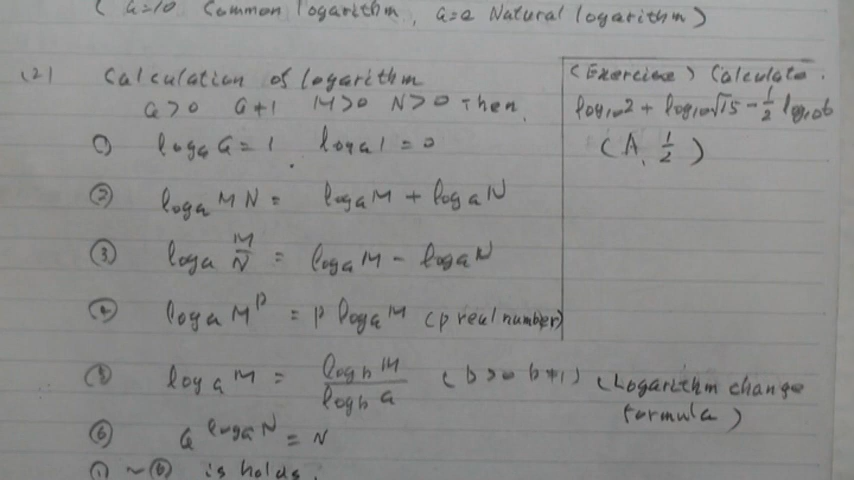 ( a=10 Common logarithm, a=e Natural logarithm)
(2) Calculation of logarithm
a>0 a≠1 M>0 N>0 Then
① logₐa=1 logₐ1=0
② logₐMN= logₐM + logₐN
③ logₐ M/N = logₐM - logₐN
④ logₐMᵖ = p logₐM (p real number)
⑤ logₐM = log_b M / log_b a (b>0 b≠1) (Logarithm change formula)
⑥ a^logₐN = N
①~⑥ is holds.
(Exercise) Calculate.
log₁₀2 + log₁₀√15 - 1/2 log₁₀6
(A. 1/2)